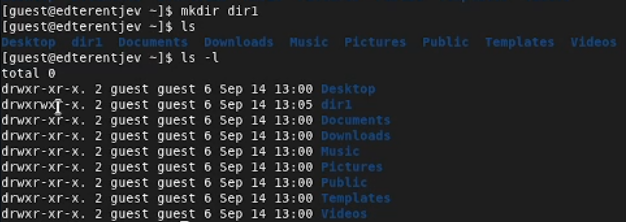 [guest@edterentjev ~]$ mkdir dir1
[guest@edterentjev ~]$ ls
Desktop dir1 Documents Downloads Music Pictures Public Templates Videos
[guest@edterentjev ~]$ ls -l
total 0
drwxr-xr-x. 2 guest guest 6 Sep 14 13:00 Desktop
drwxrwxr-x. 2 guest guest 6 Sep 14 13:05 dir1
drwxr-xr-x. 2 guest guest 6 Sep 14 13:00 Documents
drwxr-xr-x. 2 guest guest 6 Sep 14 13:00 Downloads
drwxr-xr-x. 2 guest guest 6 Sep 14 13:00 Music
drwxr-xr-x. 2 guest guest 6 Sep 14 13:00 Pictures
drwxr-xr-x. 2 guest guest 6 Sep 14 13:00 Public
drwxr-xr-x. 2 guest guest 6 Sep 14 13:00 Templates
drwxr-xr-x. 2 guest guest 6 Sep 14 13:00 Videos